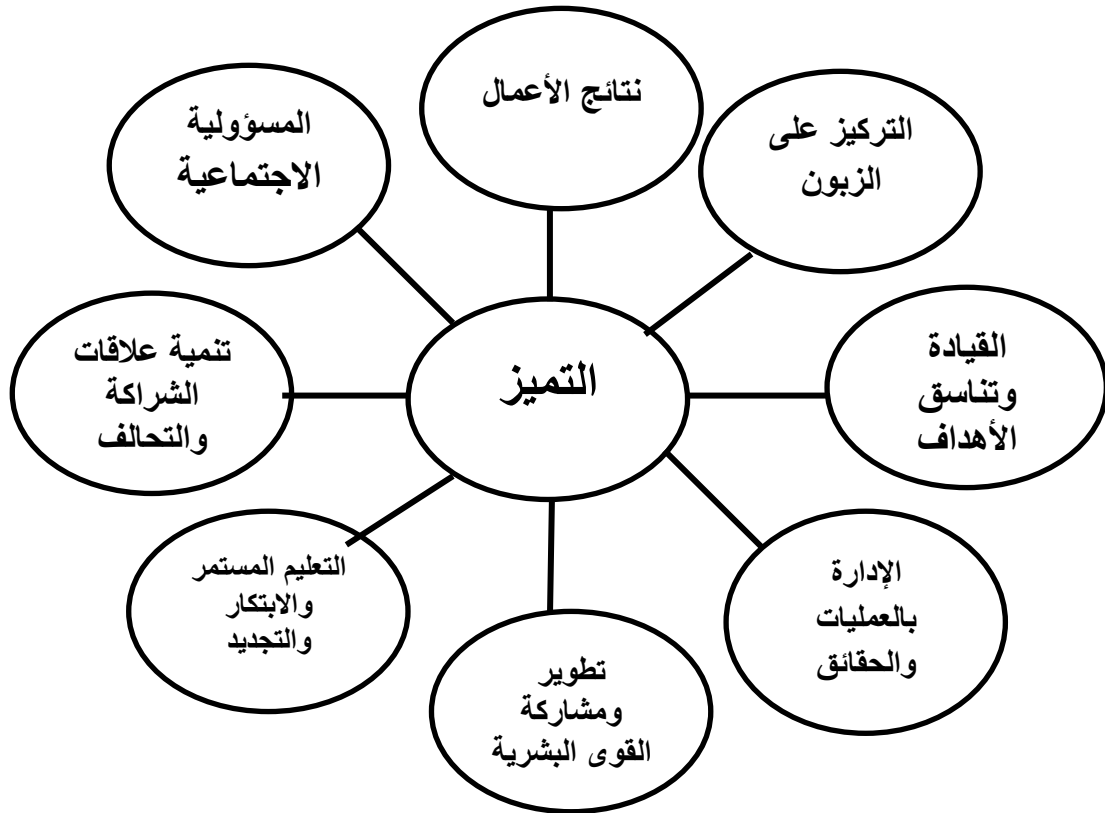 نتائج الأعمال
التركيز على
الزبون
القيادة
وتناسق
الأهداف
الإدارة
بالعمليات
والحقائق
تطوير
ومشاركة
القوى البشرية
التعليم المستمر
والابتكار
والتجديد
تنمية علاقات
الشراكة
والتحالف
المسؤولية
الاجتماعية
التميز